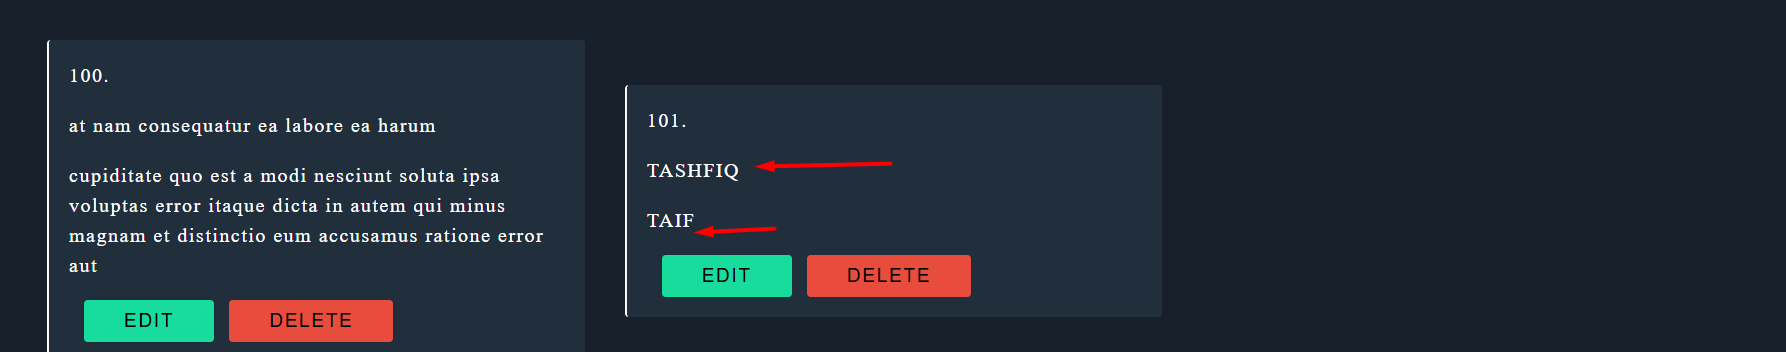 100.
at nam consequatur ea labore ea harum
cupiditate quo est a modi nesciunt soluta ipsa
voluptas error itaque dicta in autem qui minus
magnam et distinctio eum accusamus ratione error
aut
EDIT DELETE
101.
TASHFIQ
TAIF
EDIT DELETE